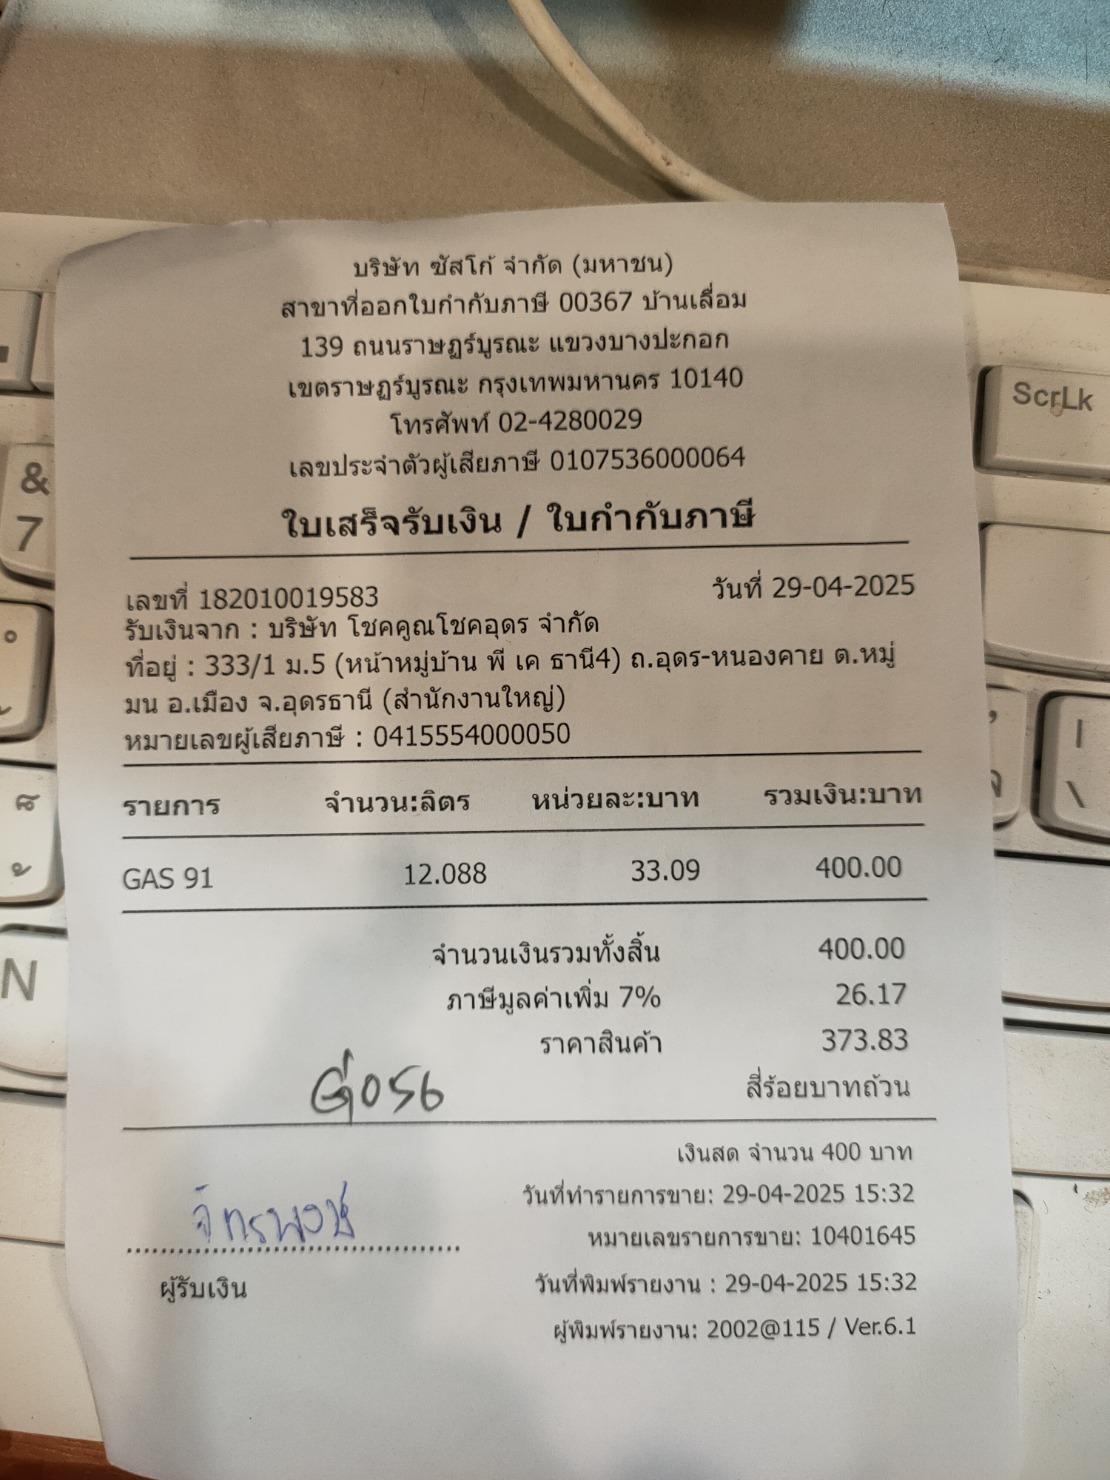 บริษัท ซัสโก้ จำกัด (มหาชน)
สาขาที่ออกใบกำกับภาษี 00367 บ้านเลื่อม
139 ถนนราษฎร์บูรณะ แขวงบางปะกอก
เขตราษฎร์บูรณะ กรุงเทพมหานคร 10140
โทรศัพท์ 02-4280029
เลขประจำตัวผู้เสียภาษี 0107536000064
ใบเสร็จรับเงิน / ใบกำกับภาษี
เลขที่ 182010019583 วันที่ 29-04-2025
รับเงินจาก : บริษัท โชคคูณโชคอุดร จำกัด
ที่อยู่ : 333/1 ม.5 (หน้าหมู่บ้าน พี เค ธานี4) ถ.อุดร-หนองคาย ต.หมู่
มน อ.เมือง จ.อุดรธานี (สำนักงานใหญ่)
หมายเลขผู้เสียภาษี : 0415554000050
รายการ จำนวน:ลิตร หน่วยละ:บาท รวมเงิน:บาท
GAS 91 12.088 33.09 400.00
จำนวนเงินรวมทั้งสิ้น 400.00
ภาษีมูลค่าเพิ่ม 7% 26.17
ราคาสินค้า 373.83
สี่ร้อยบาทถ้วน
เงินสด จำนวน 400 บาท
วันที่ทำรายการขาย: 29-04-2025 15:32
หมายเลขรายการขาย: 10401645
ผู้รับเงิน
วันที่พิมพ์รายงาน : 29-04-2025 15:32
ผู้พิมพ์รายงาน: 2002@115 / Ver.6.1
ScrLk
&
7
N